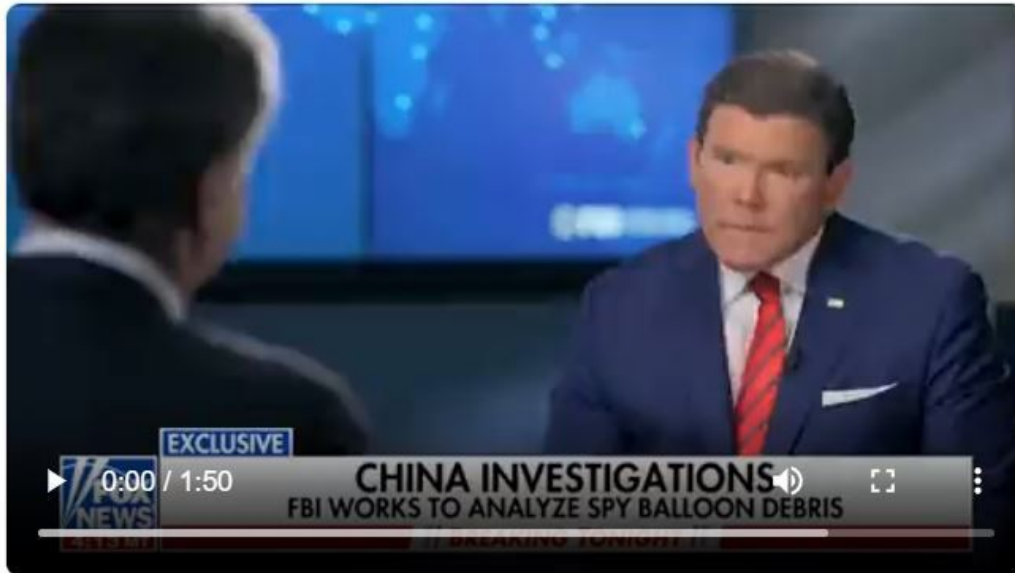 EXCLUSIVE
CHINA INVESTIGATIONS
FBI WORKS TO ANALYZE SPY BALLOON DEBRIS
FOX
NEWS
0:00 / 1:50
BREAKING TONIGHT